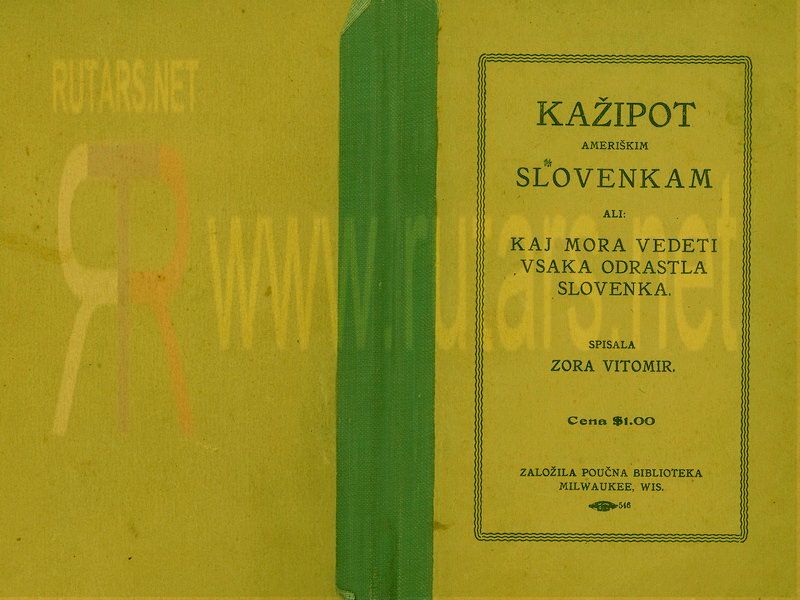 RUTARS.NET
www.rutars.net
KAŽIPOT
AMERIŠKIM
SLOVENKAM
ALI:
KAJ MORA VEDETI
VSAKA ODRASTLA
SLOVENKA.
SPISALA
ZORA VITOMIR.
Cena $1.00
ZALOŽILA POUČNA BIBLIOTEKA
MILWAUKEE, WIS.
546